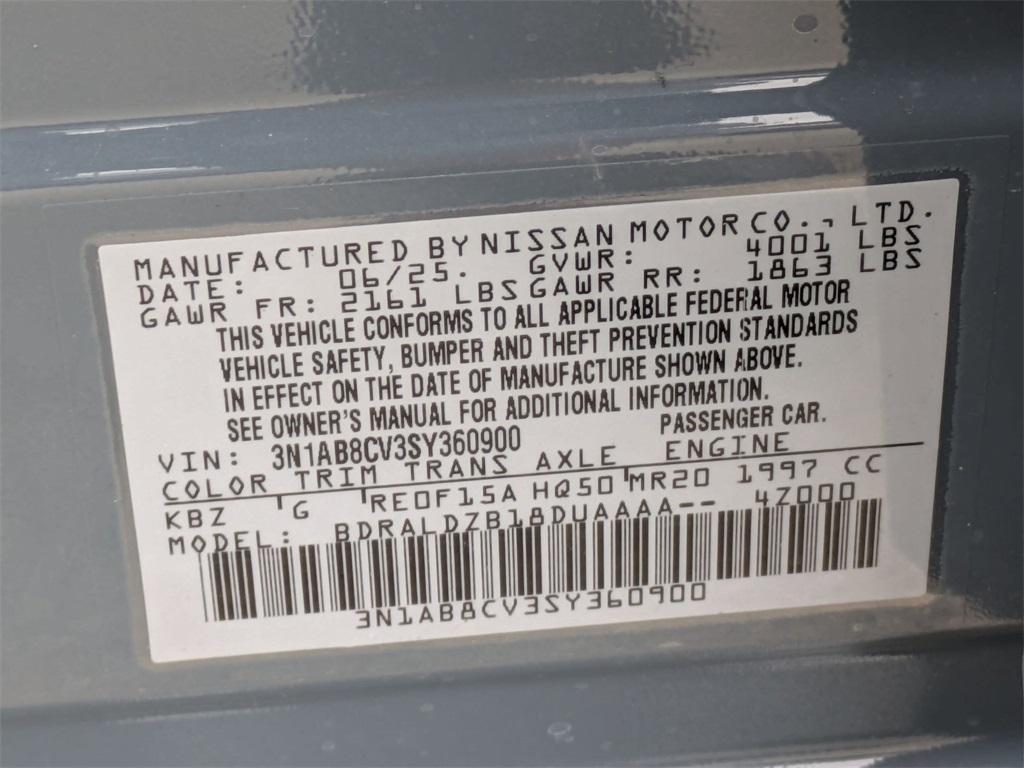 MANUFACTURED BY NISSAN MOTOR CO., LTD.
DATE: 06/25. GVWR: 4001 LBS
GAWR FR: 2161 LBS GAWR RR: 1863 LBS
THIS VEHICLE CONFORMS TO ALL APPLICABLE FEDERAL MOTOR
VEHICLE SAFETY, BUMPER AND THEFT PREVENTION STANDARDS
IN EFFECT ON THE DATE OF MANUFACTURE SHOWN ABOVE.
SEE OWNER'S MANUAL FOR ADDITIONAL INFORMATION.
VIN: 3N1AB8CV3SY360900 PASSENGER CAR.
COLOR TRIM TRANS AXLE ENGINE
KBZ G RE0F15A HQ50 MR20 1997 CC
MODEL: BDRALDZB18DUAAAA-- 4Z000
3N1AB8CV3SY360900